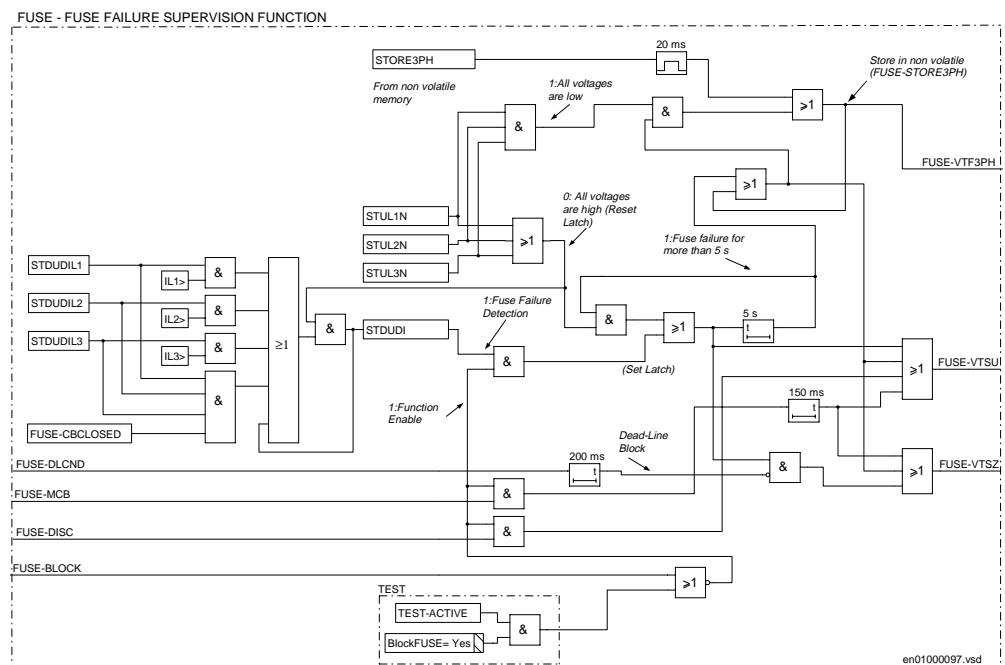 FUSE - FUSE FAILURE SUPERVISION FUNCTION
STORE3PH
20 ms
Store in non volatile
(FUSE-STORE3PH)
From non volatile
memory
1:All voltages
are low
&
&
≥1
FUSE-VTF3PH
≥1
STUL1N
STUL2N
STUL3N
≥1
0: All voltages
are high (Reset
Latch)
1:Fuse failure for
more than 5 s
STDUDIL1
IL1>
&
STDUDIL2
IL2>
&
STDUDIL3
IL3>
&
&
≥1
&
STDUDI
FUSE-CBCLOSED
1:Fuse Failure
Detection
&
&
≥1
5 s
t
(Set Latch)
≥1
FUSE-VTSU
150 ms
t
1:Function
Enable
Dead-Line
Block
FUSE-DLCND
200 ms
t
&
≥1
FUSE-VTSZ
FUSE-MCB
&
FUSE-DISC
&
FUSE-BLOCK
≥1
TEST
TEST-ACTIVE
&
BlockFUSE= Yes
en01000097.vsd